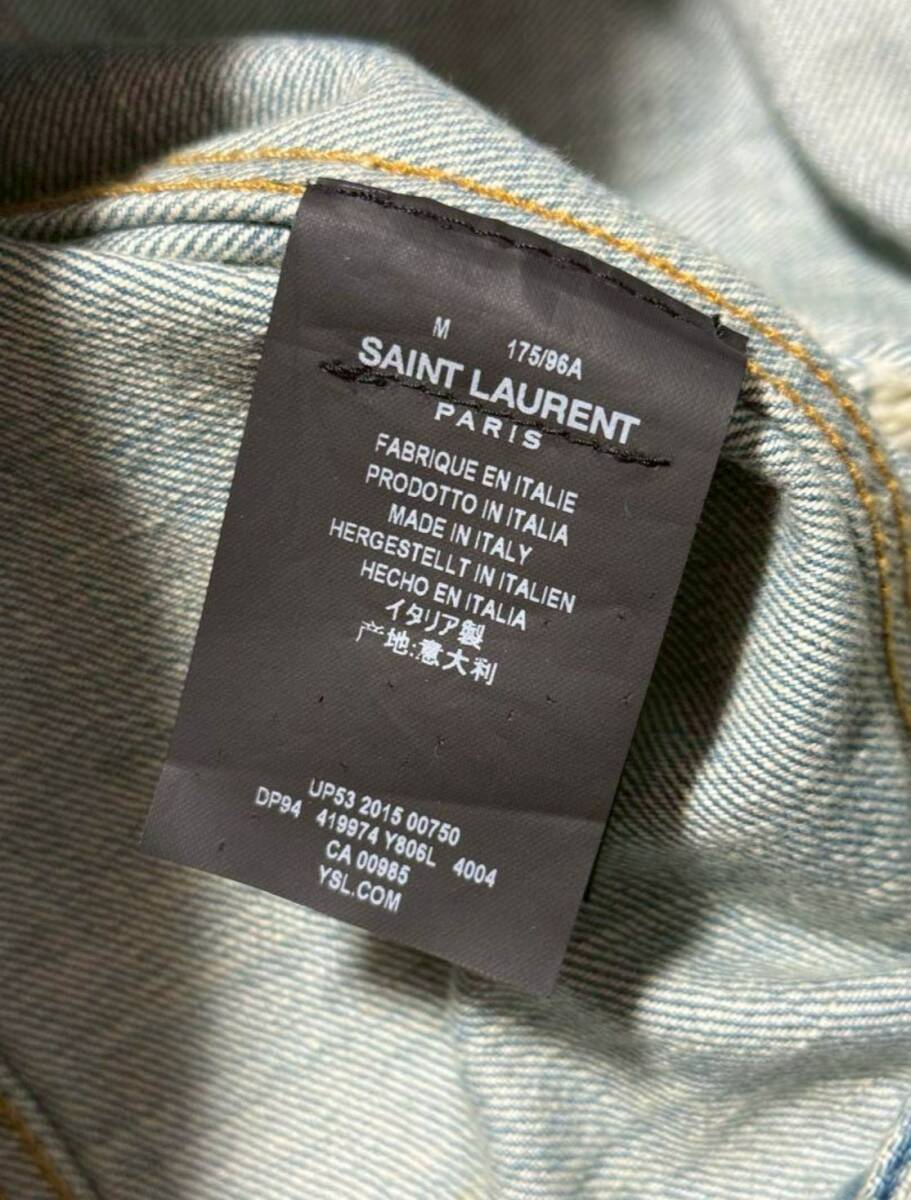 M 175/96A
SAINT LAURENT
PARIS
FABRIQUE EN ITALIE
PRODOTTO IN ITALIA
MADE IN ITALY
HERGESTELLT IN ITALIEN
HECHO EN ITALIA
イタリア製
产地:意大利
UP53 2015 00750
DP94 419974 Y806L 4004
CA 00985
YSL.COM